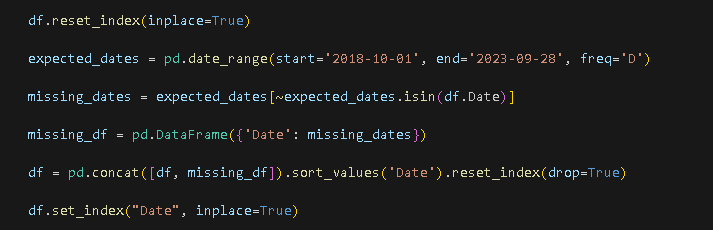 df.reset_index(inplace=True)
expected_dates = pd.date_range(start='2018-10-01', end='2023-09-28', freq='D')
missing_dates = expected_dates[~expected_dates.isin(df.Date)]
missing_df = pd.DataFrame({'Date': missing_dates})
df = pd.concat([df, missing_df]).sort_values('Date').reset_index(drop=True)
df.set_index("Date", inplace=True)